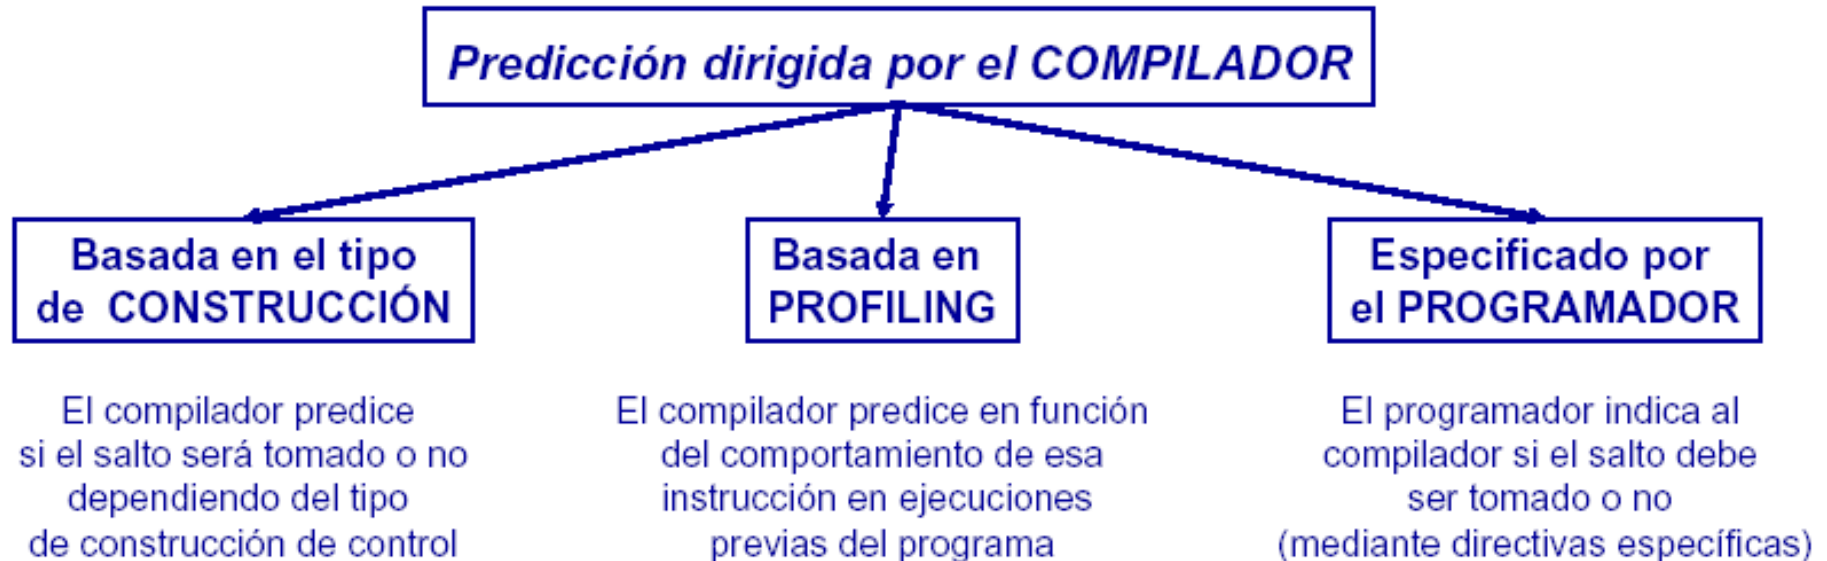 Predicción dirigida por el COMPILADOR
Basada en el tipo
de CONSTRUCCIÓN
El compilador predice
si el salto será tomado o no
dependiendo del tipo
de construcción de control
Basada en
PROFILING
El compilador predice en función
del comportamiento de esa
instrucción en ejecuciones
previas del programa
Especificado por
el PROGRAMADOR
El programador indica al
compilador si el salto debe
ser tomado o no
(mediante directivas específicas)